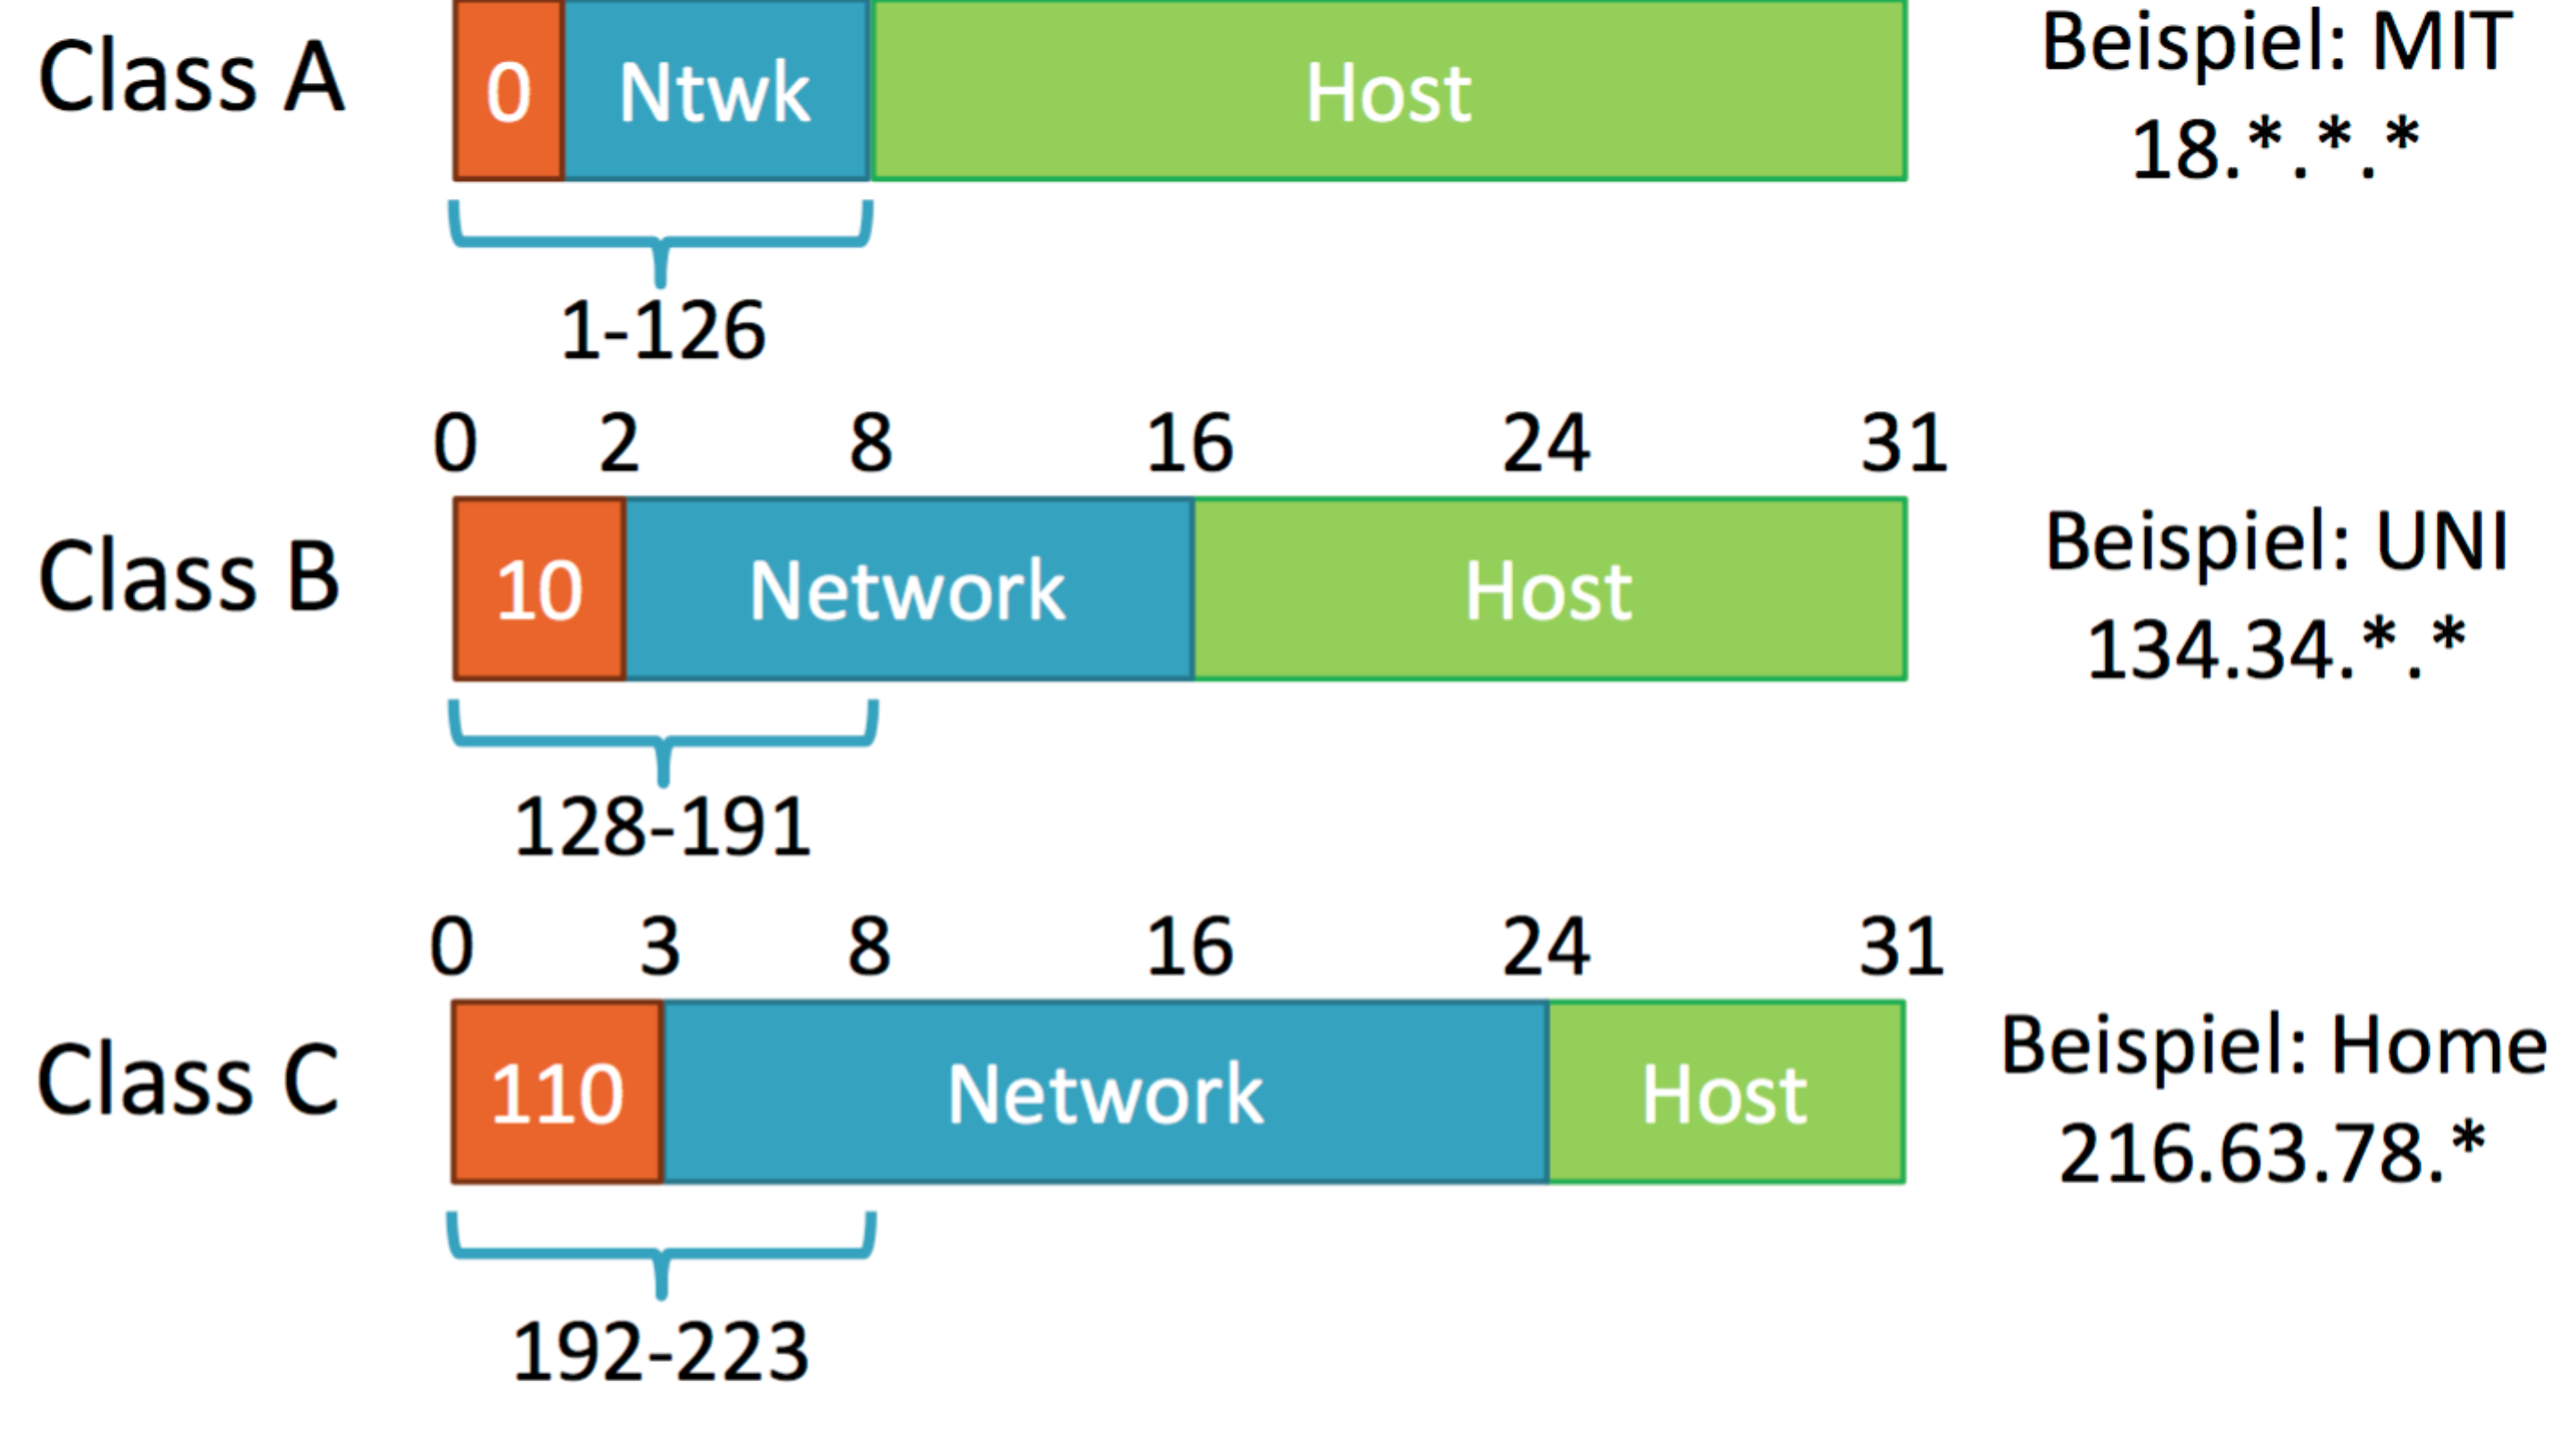 Class A
0 Ntwk Host
Beispiel: MIT
18.*.*.*
1-126
0 2 8 16 24 31
Class B
10 Network Host
Beispiel: UNI
134.34.*.*
128-191
0 3 8 16 24 31
Class C
110 Network Host
Beispiel: Home
216.63.78.*
192-223